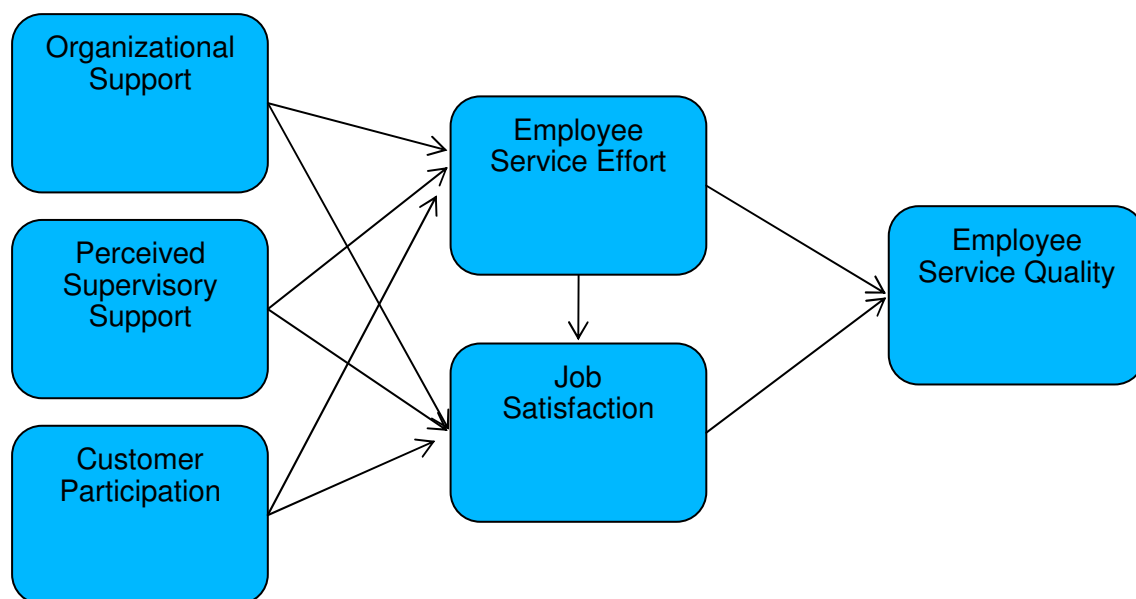 Organizational
Support
Perceived
Supervisory
Support
Customer
Participation
Employee
Service Effort
Job
Satisfaction
Employee
Service Quality